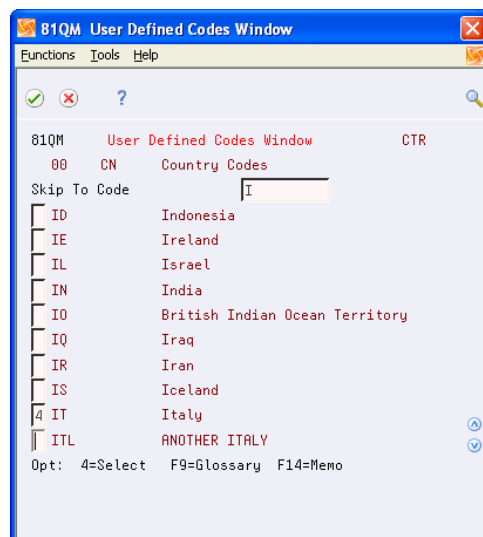 81QM User Defined Codes Window
Functions Tools Help
?
81QM User Defined Codes Window CTR
00 CN Country Codes
Skip To Code I
ID Indonesia
IE Ireland
IL Israel
IN India
IO British Indian Ocean Territory
IQ Iraq
IR Iran
IS Iceland
4 IT Italy
ITL ANOTHER ITALY
Opt: 4=Select F9=Glossary F14=Memo